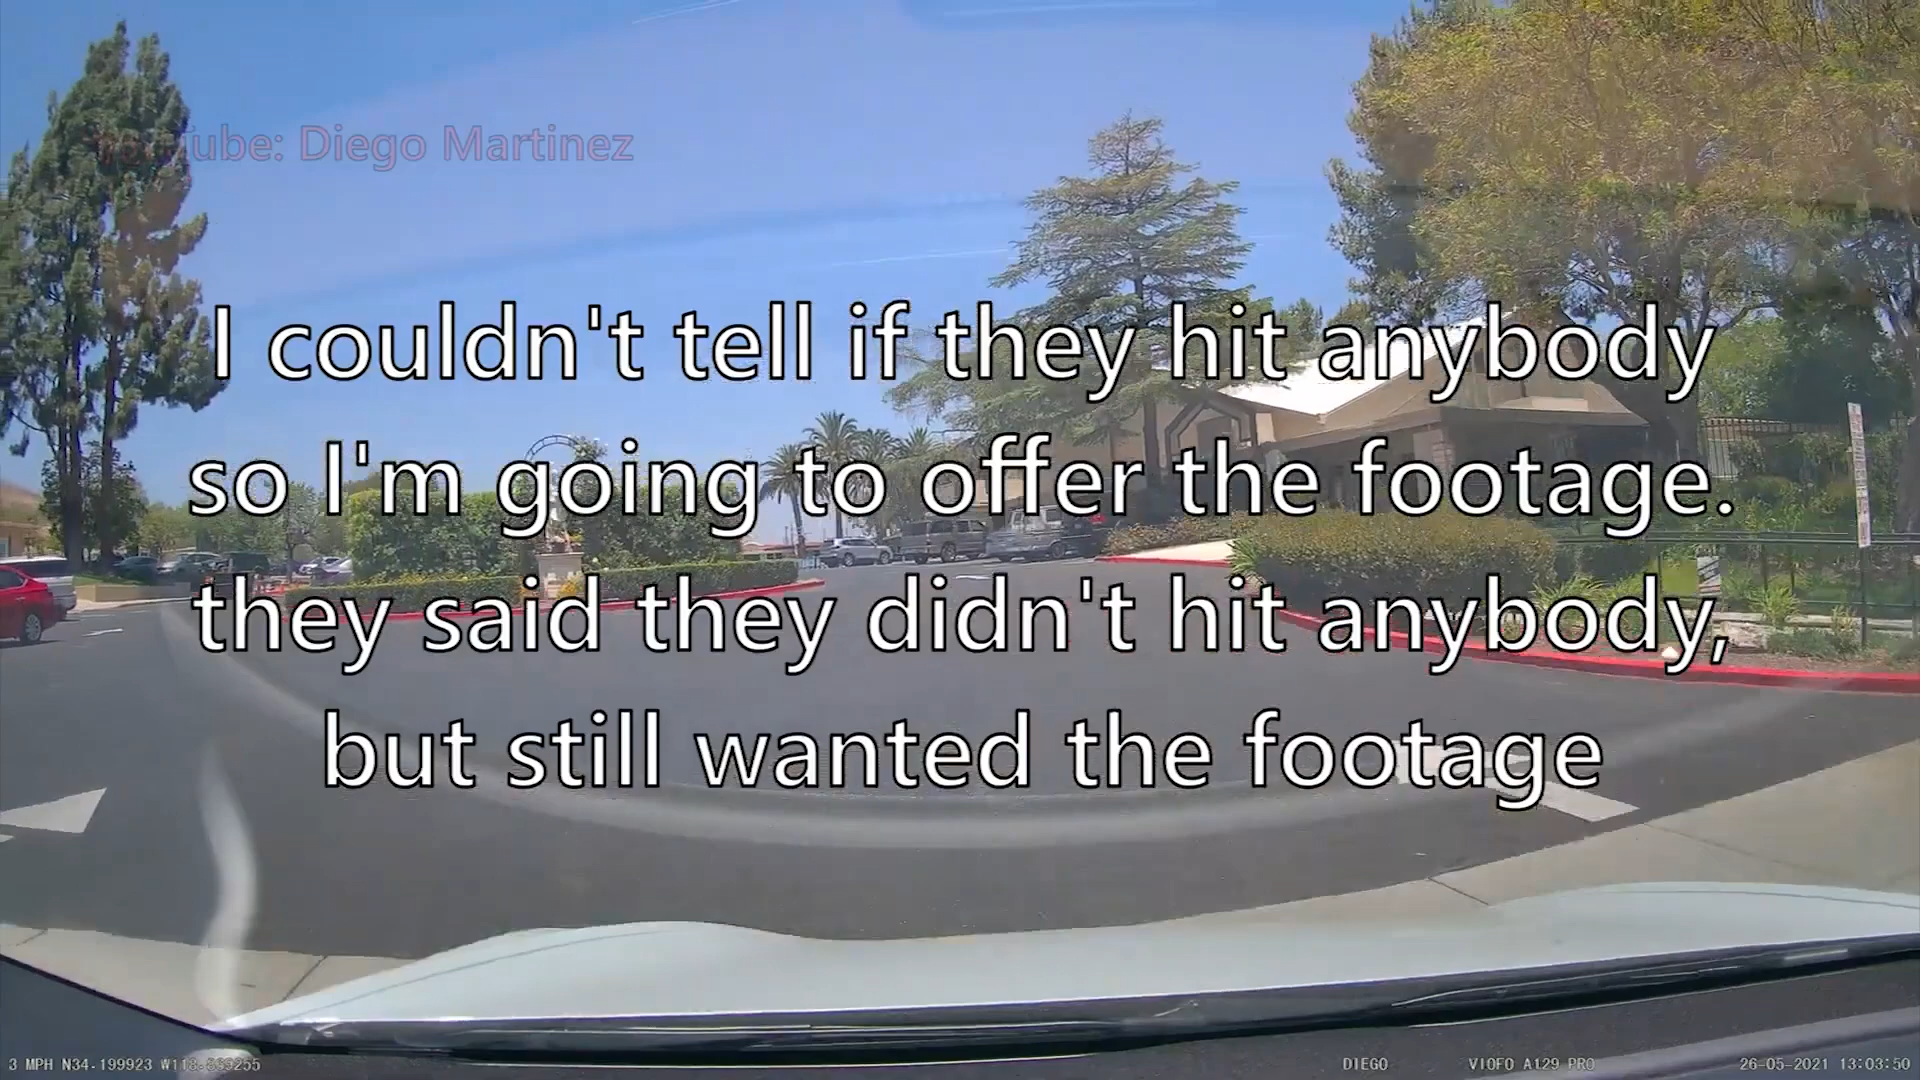 Youtube: Diego Martinez
I couldn't tell if they hit anybody
so I'm going to offer the footage.
they said they didn't hit anybody,
but still wanted the footage
3 MPH N34.199923
DIEGO VIOFO A129 PRO 26-05-2021 13:03:50